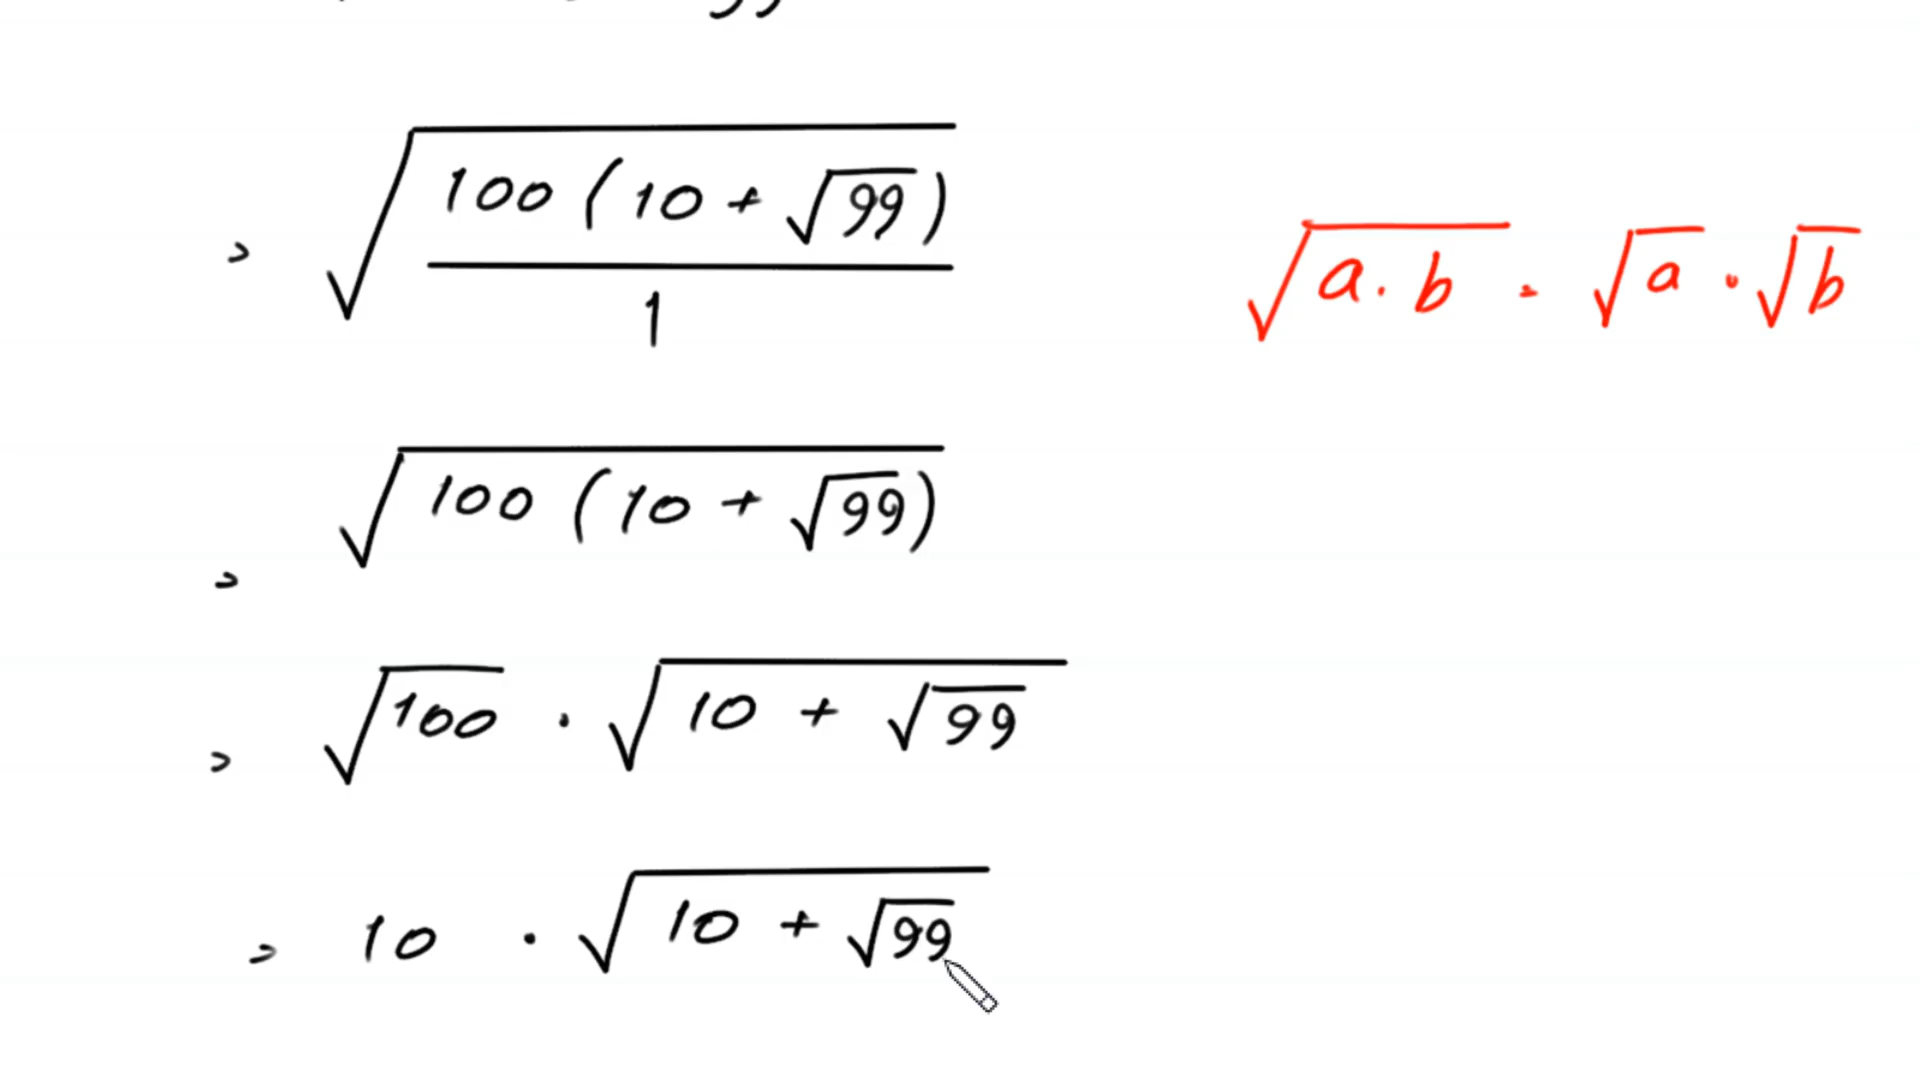 = √(100 (10 + √99) / 1)
√(a · b) = √a · √b
= √(100 (10 + √99))
= √100 · √(10 + √99)
= 10 · √(10 + √99)